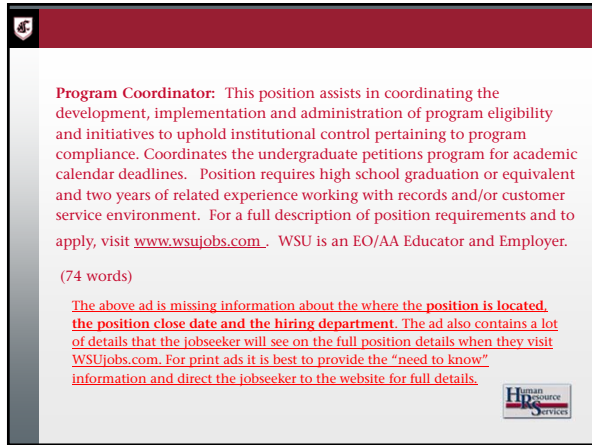 Program Coordinator: This position assists in coordinating the
development, implementation and administration of program eligibility
and initiatives to uphold institutional control pertaining to program
compliance. Coordinates the undergraduate petitions program for academic
calendar deadlines. Position requires high school graduation or equivalent
and two years of related experience working with records and/or customer
service environment. For a full description of position requirements and to
apply, visit www.wsujobs.com . WSU is an EO/AA Educator and Employer.
(74 words)
The above ad is missing information about the where the position is located,
the position close date and the hiring department. The ad also contains a lot
of details that the jobseeker will see on the full position details when they visit
WSUjobs.com. For print ads it is best to provide the “need to know”
information and direct the jobseeker to the website for full details.
Human
Resource
Services